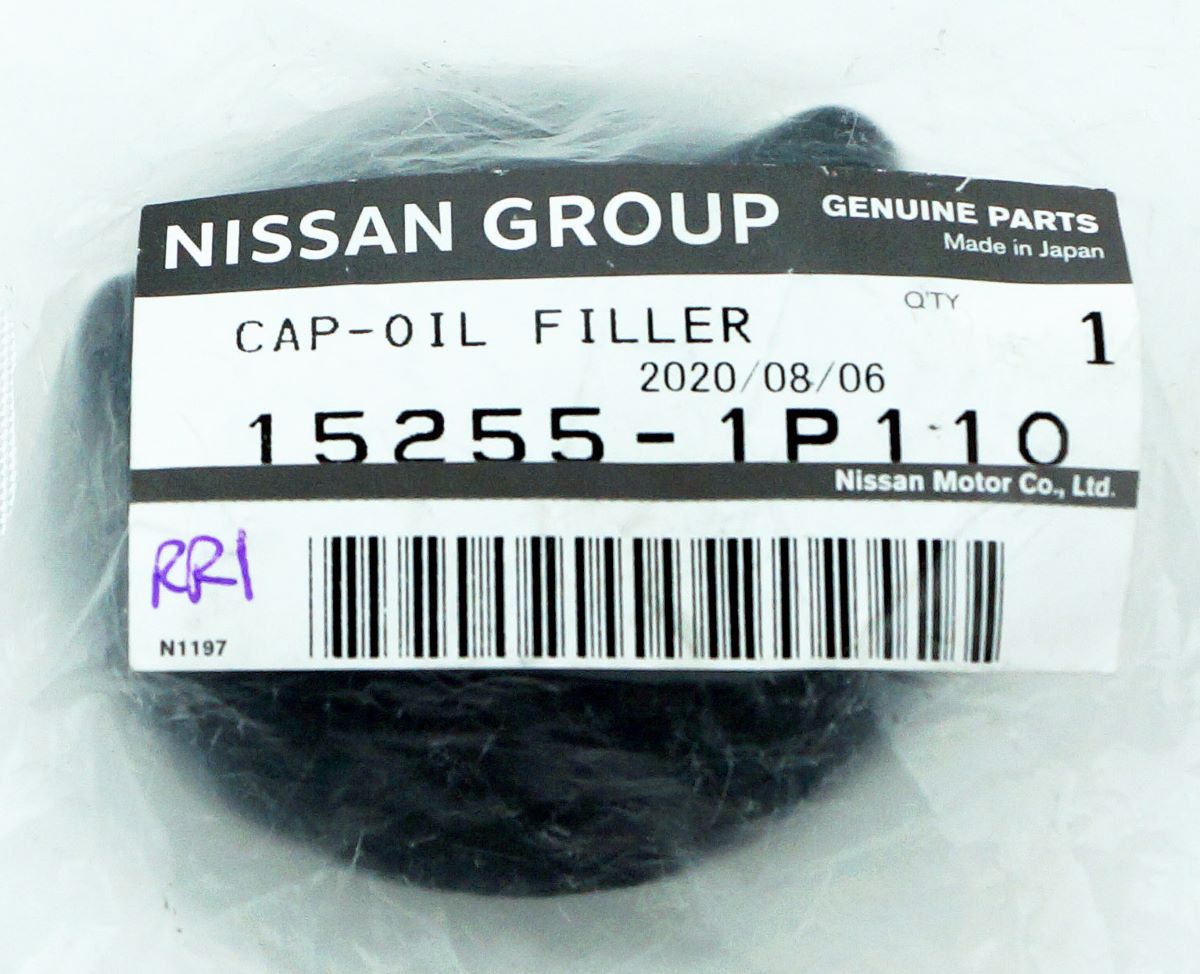 NISSAN GROUP
GENUINE PARTS
Made in Japan
CAP-OIL FILLER
Q'TY
1
2020/08/06
15255-1P110
Nissan Motor Co., Ltd.
RR1
N1197